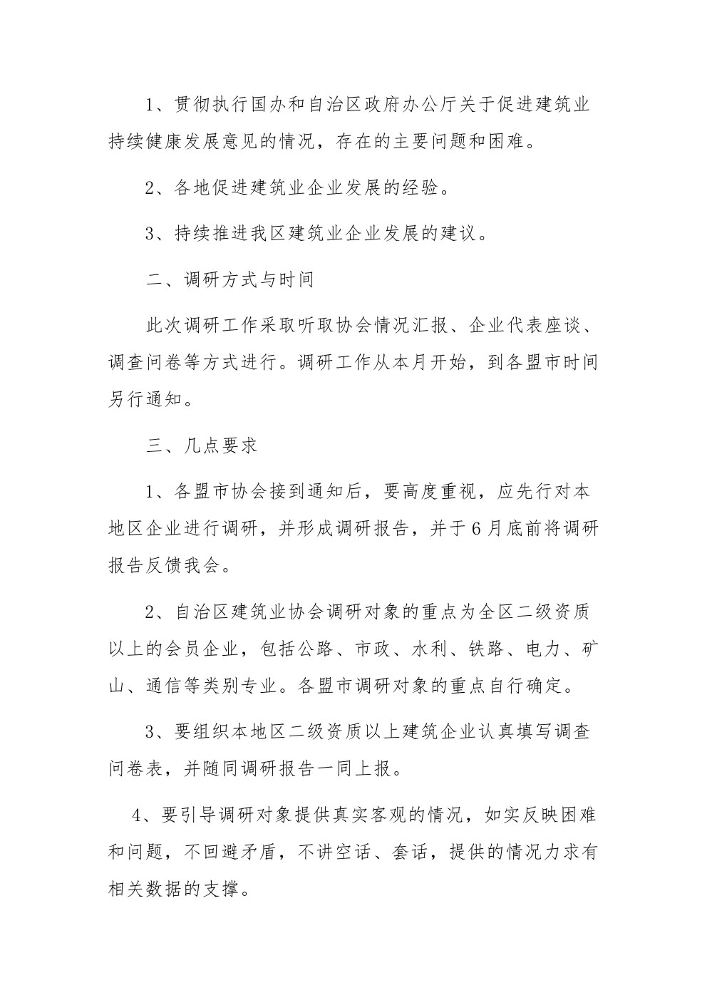 1、贯彻执行国办和自治区政府办公厅关于促进建筑业
持续健康发展意见的情况，存在的主要问题和困难。
2、各地促进建筑业企业发展的经验。
3、持续推进我区建筑业企业发展的建议。
二、调研方式与时间
此次调研工作采取听取协会情况汇报、企业代表座谈、
调查问卷等方式进行。调研工作从本月开始，到各盟市时间
另行通知。
三、几点要求
1、各盟市协会接到通知后，要高度重视，应先行对本
地区企业进行调研，并形成调研报告，并于 6 月底前将调研
报告反馈我会。
2、自治区建筑业协会调研对象的重点为全区二级资质
以上的会员企业，包括公路、市政、水利、铁路、电力、矿
山、通信等类别专业。各盟市调研对象的重点自行确定。
3、要组织本地区二级资质以上建筑企业认真填写调查
问卷表，并随同调研报告一同上报。
4、要引导调研对象提供真实客观的情况，如实反映困难
和问题，不回避矛盾，不讲空话、套话，提供的情况力求有
相关数据的支撑。